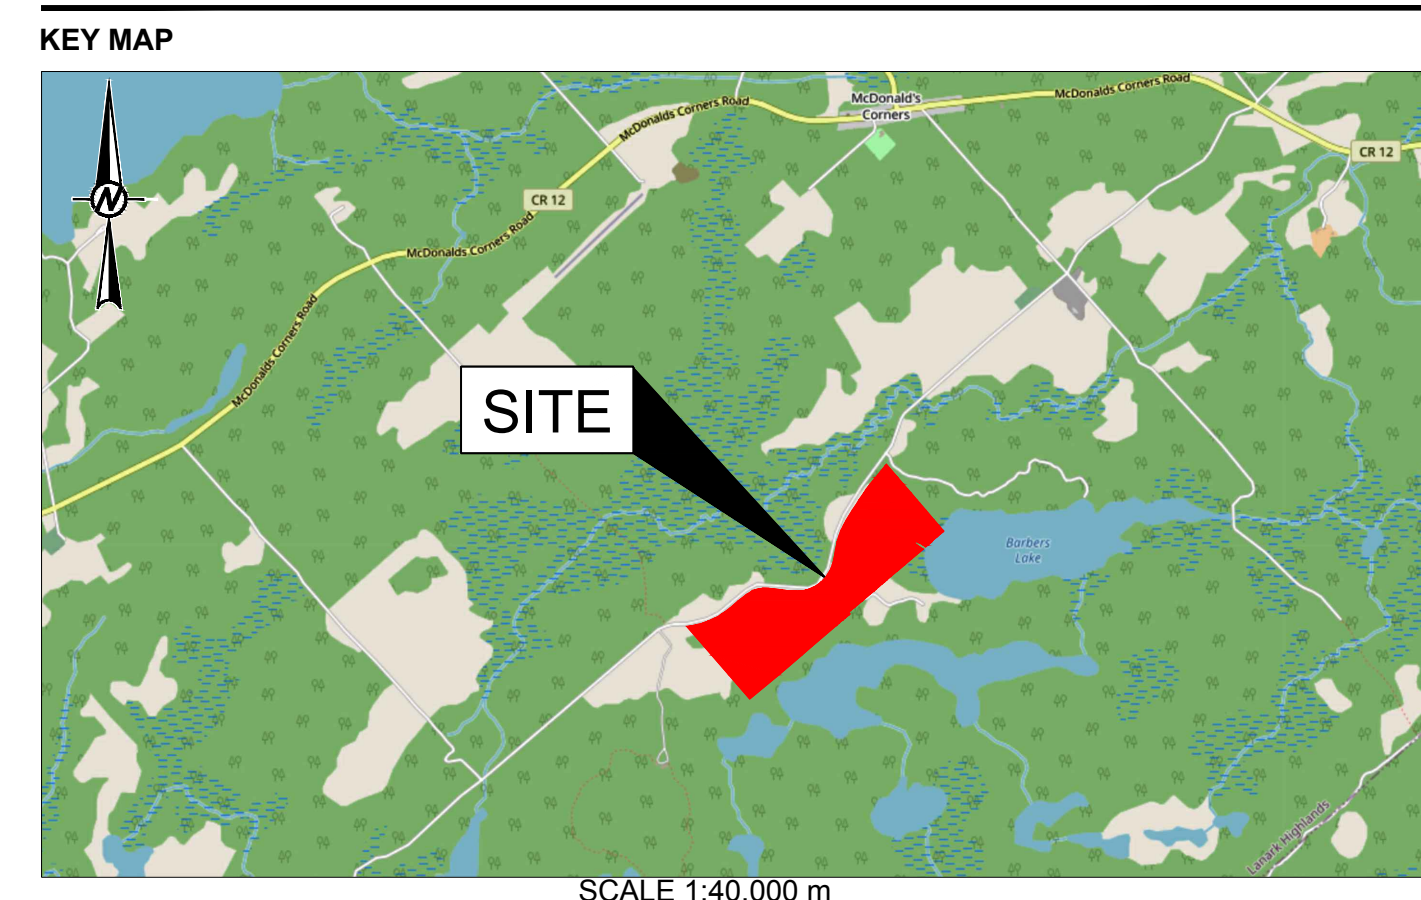 KEY MAP
McDonalds Corners Road
McDonald's
Corners
McDonalds Corners Road
CR 12
N
CR 12
McDonalds Corners Road
McDonalds Corners Road
SITE
Barbers
Lake
Lanark Highlands
SCALE 1:40,000 m